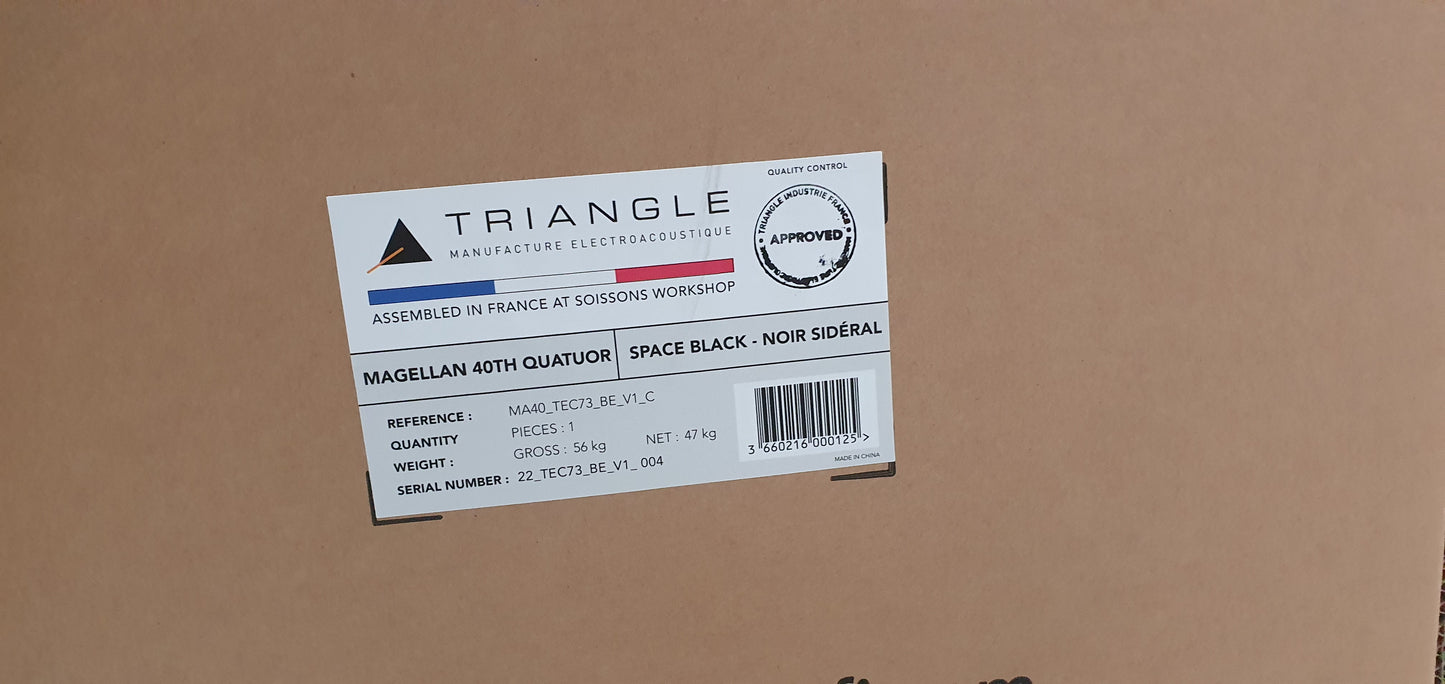 QUALITY CONTROL
TRIANGLE
MANUFACTURE ELECTROACOUSTIQUE
TRIANGLE INDUSTRIE FRANCE
APPROVED
ASSEMBLED IN FRANCE AT SOISSONS WORKSHOP
MAGELLAN 40TH QUATUOR
SPACE BLACK - NOIR SIDÉRAL
REFERENCE : MA40_TEC73_BE_V1_C
QUANTITY PIECES : 1
WEIGHT : GROSS : 56 kg NET : 47 kg
SERIAL NUMBER : 22_TEC73_BE_V1_ 004
3 660216 000125 >
MADE IN CHINA